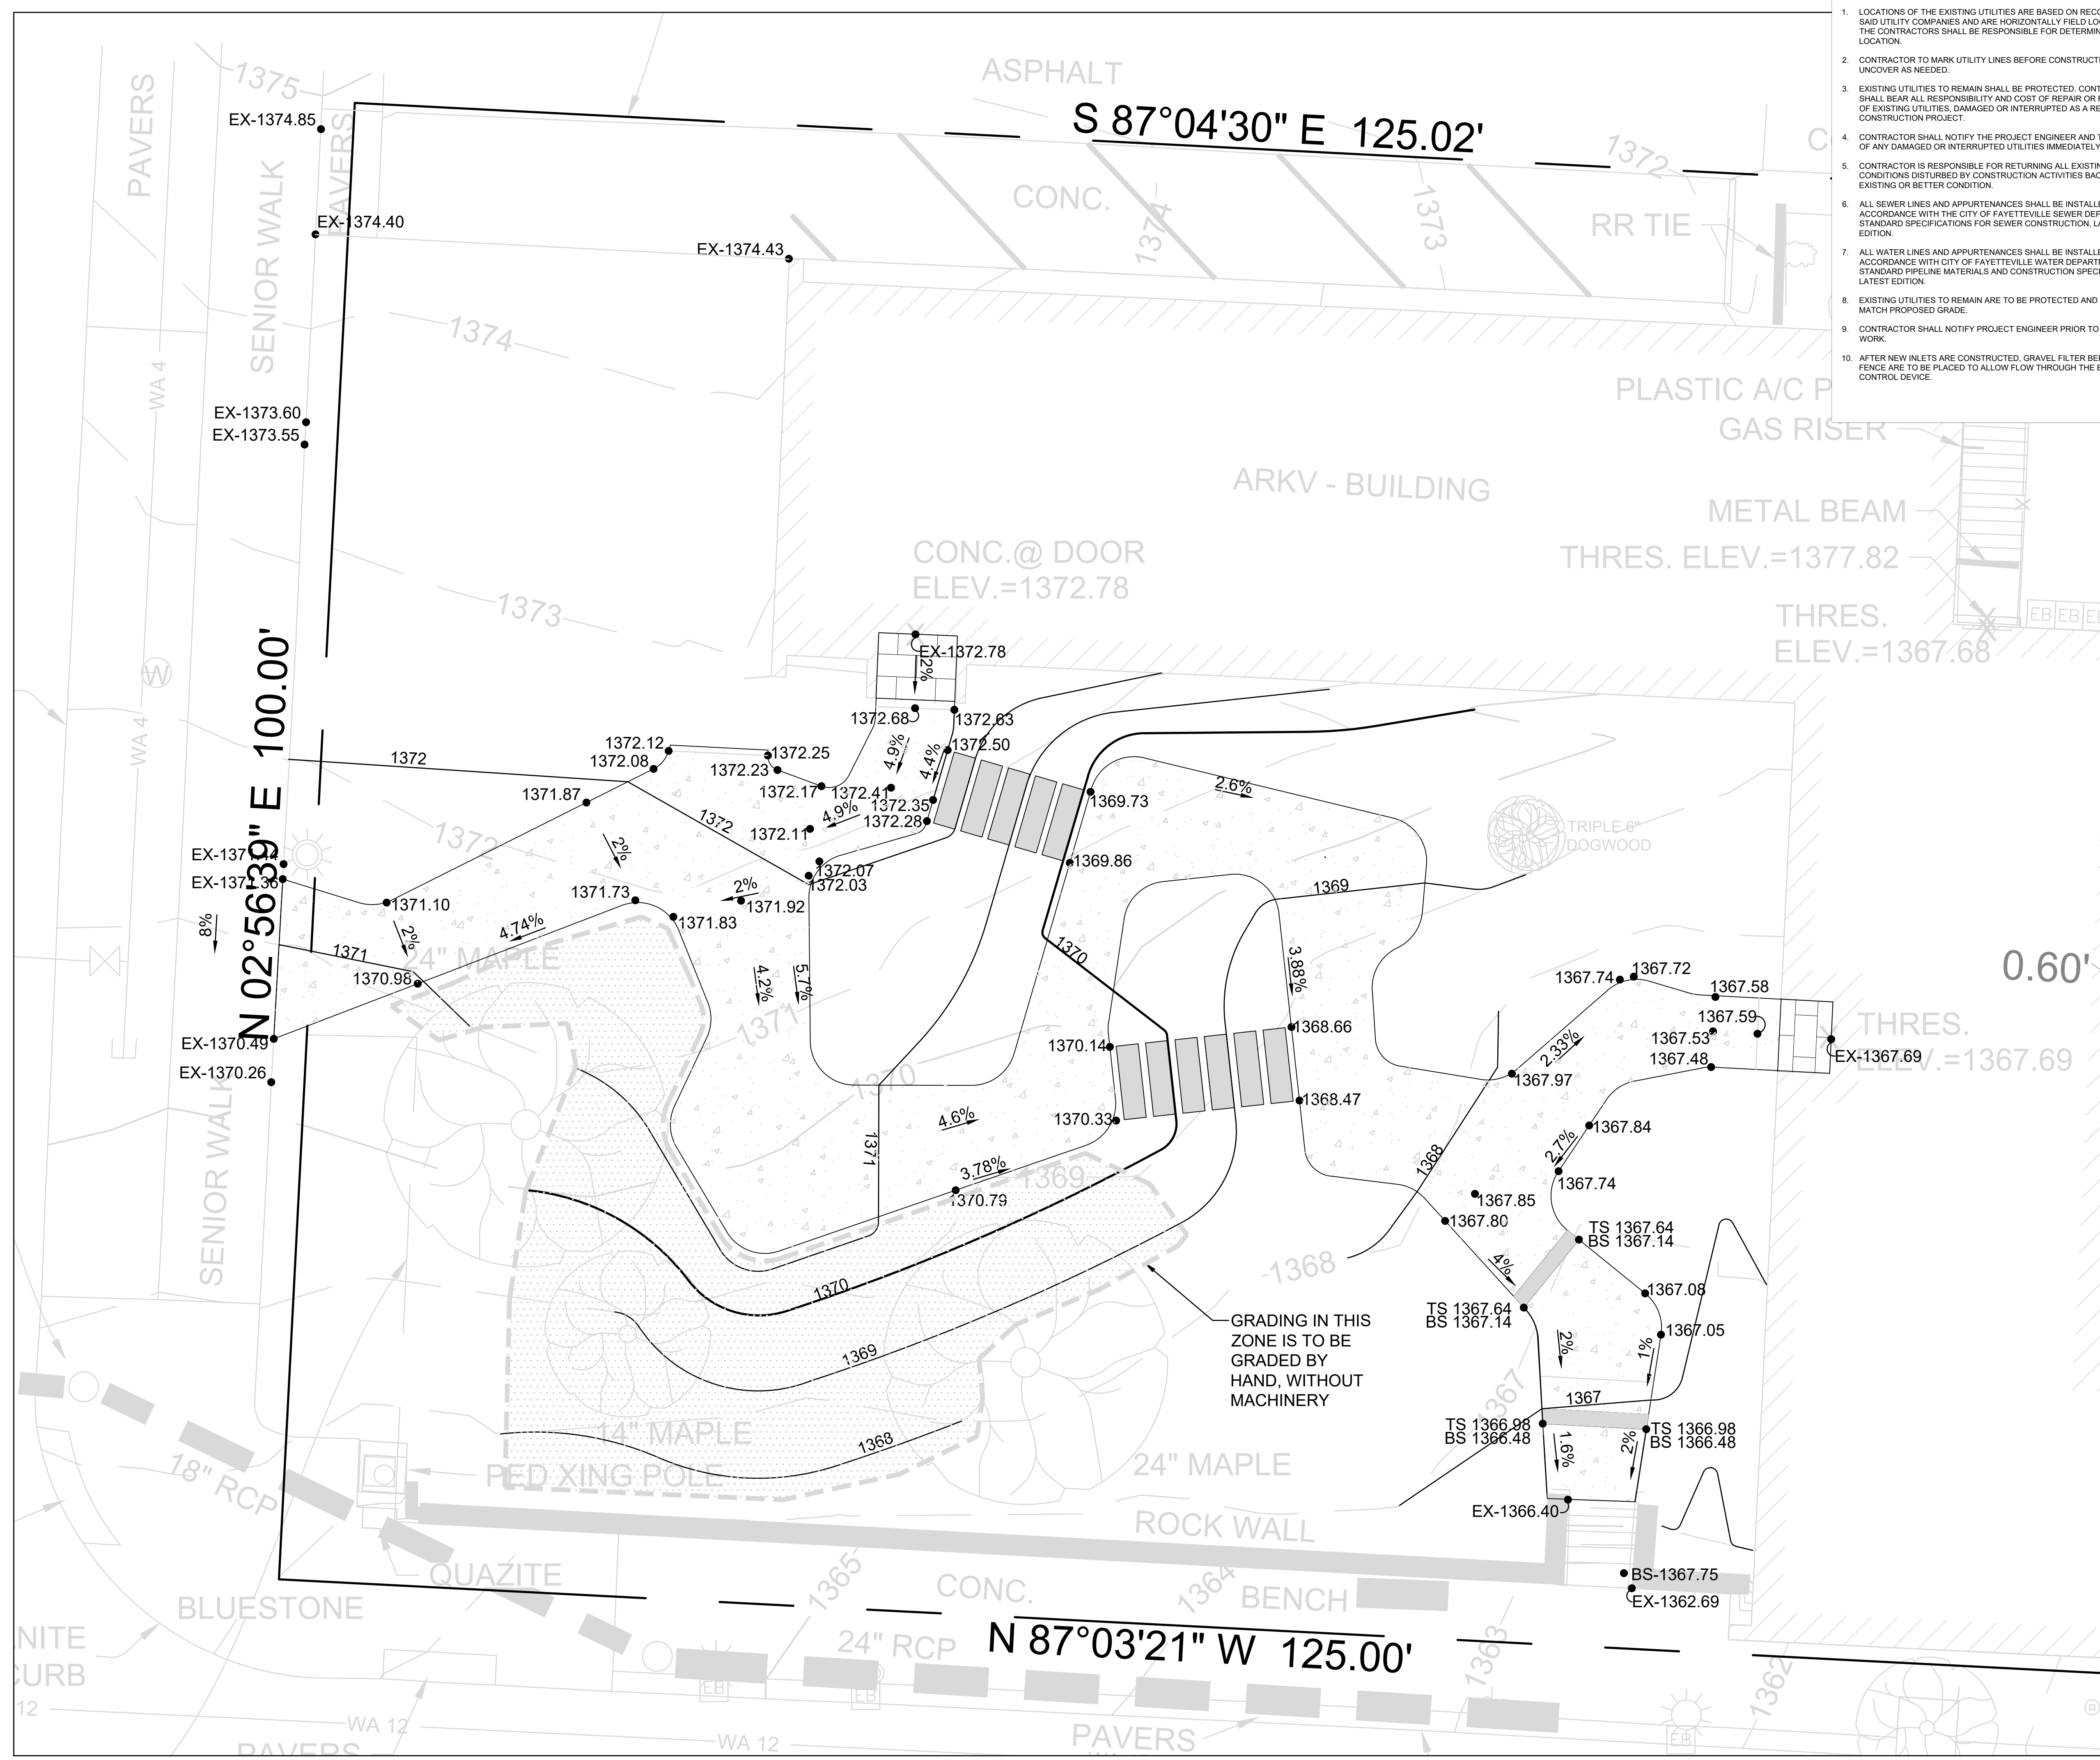 1. LOCATIONS OF THE EXISTING UTILITIES ARE BASED ON
SAID UTILITY COMPANIES AND ARE HORIZONTALLY FIELD
THE CONTRACTORS SHALL BE RESPONSIBLE FOR
LOCATION.
2. CONTRACTOR TO MARK UTILITY LINES BEFORE
UNCOVER AS NEEDED.
3. EXISTING UTILITIES TO REMAIN SHALL BE PROTECTED.
SHALL BEAR ALL RESPONSIBILITY AND COST OF REPAIR OR
OF EXISTING UTILITIES, DAMAGED OR INTERRUPTED AS A
CONSTRUCTION PROJECT.
4. CONTRACTOR SHALL NOTIFY THE PROJECT ENGINEER AND
OF ANY DAMAGED OR INTERRUPTED UTILITIES IMMEDIATELY
5. CONTRACTOR IS RESPONSIBLE FOR RETURNING ALL
CONDITIONS DISTURBED BY CONSTRUCTION ACTIVITIES
EXISTING OR BETTER CONDITION.
6. ALL SEWER LINES AND APPURTENANCES SHALL BE
ACCORDANCE WITH THE CITY OF FAYETTEVILLE SEWER
STANDARD SPECIFICATIONS FOR SEWER CONSTRUCTION,
EDITION.
7. ALL WATER LINES AND APPURTENANCES SHALL BE
ACCORDANCE WITH CITY OF FAYETTEVILLE WATER
STANDARD PIPELINE MATERIALS AND CONSTRUCTION
LATEST EDITION.
8. EXISTING UTILITIES TO REMAIN ARE TO BE PROTECTED AND
MATCH PROPOSED GRADE.
9. CONTRACTOR SHALL NOTIFY PROJECT ENGINEER PRIOR TO
WORK.
10. AFTER NEW INLETS ARE CONSTRUCTED, GRAVEL FILTER
FENCE ARE TO BE PLACED TO ALLOW FLOW THROUGH THE
CONTROL DEVICE.
PAVERS
1375
EX-1374.85
PAVERS
SENIOR WALK
ASPHALT
S 87°04'30" E 125.02'
1372
CONC.
1374
1373
RR TIE
EX-1374.40
EX-1374.43
1374
WA 4
EX-1373.60
EX-1373.55
PLASTIC A/C
GAS RISER
ARKV - BUILDING
METAL BEAM
THRES. ELEV.=1377.82
CONC.@ DOOR
ELEV.=1372.78
1373
THRES.
ELEV.=1367.68
EB EB
W
WA 4
N 02°56'39" E 100.00'
EX-1372.78
2%
1372.68
1372.63
1372.12
1372.25
1372.50
1372.08
1372.23
4.9%
4.4%
1372
1371.87
1372.17
1372.41
1372.35
1369.73
2.6%
1372
1372.11
4.9%
1372.28
TRIPLE 6"
DOGWOOD
1372
2%
1372.07
1372.03
1369.86
EX-1371.36
1371.10
1371.73
2%
1371.92
1371.83
1369
8%
4.74%
2%
24" MAPLE
1371
1370.98
4.2%
5.7%
1370
3.88%
1367.74
1367.72
1367.58
0.60'
EX-1370.49
1371
1368.66
1367.59
1367.53
THRES.
ELEV.=1367.69
EX-1367.69
1370.14
2.33%
1367.48
EX-1370.26
1370
1367.97
1368.47
1370.33
4.6%
1367.84
1371
3.78%
1369
1368
2.7%
1367.74
1370.79
1367.85
1367.80
SENIOR WALK
TS 1367.64
BS 1367.14
1368
4%
1370
1367.08
TS 1367.64
BS 1367.14
GRADING IN THIS
ZONE IS TO BE
GRADED BY
HAND, WITHOUT
MACHINERY
1367.05
2%
1%
1369
1367
1367
TS 1366.98
BS 1366.48
TS 1366.98
BS 1366.48
14" MAPLE
1368
1.6%
2%
24" MAPLE
18" RCP
PED XING POLE
EX-1366.40
ROCK WALL
QUAZITE
1365
CONC.
1364
BENCH
BS-1367.75
EX-1362.69
BLUESTONE
24" RCP
N 87°03'21" W 125.00'
1363
1362
CURB
EB
EB
EB
12
WA 12
WA 12
PAVERS
PAVERS